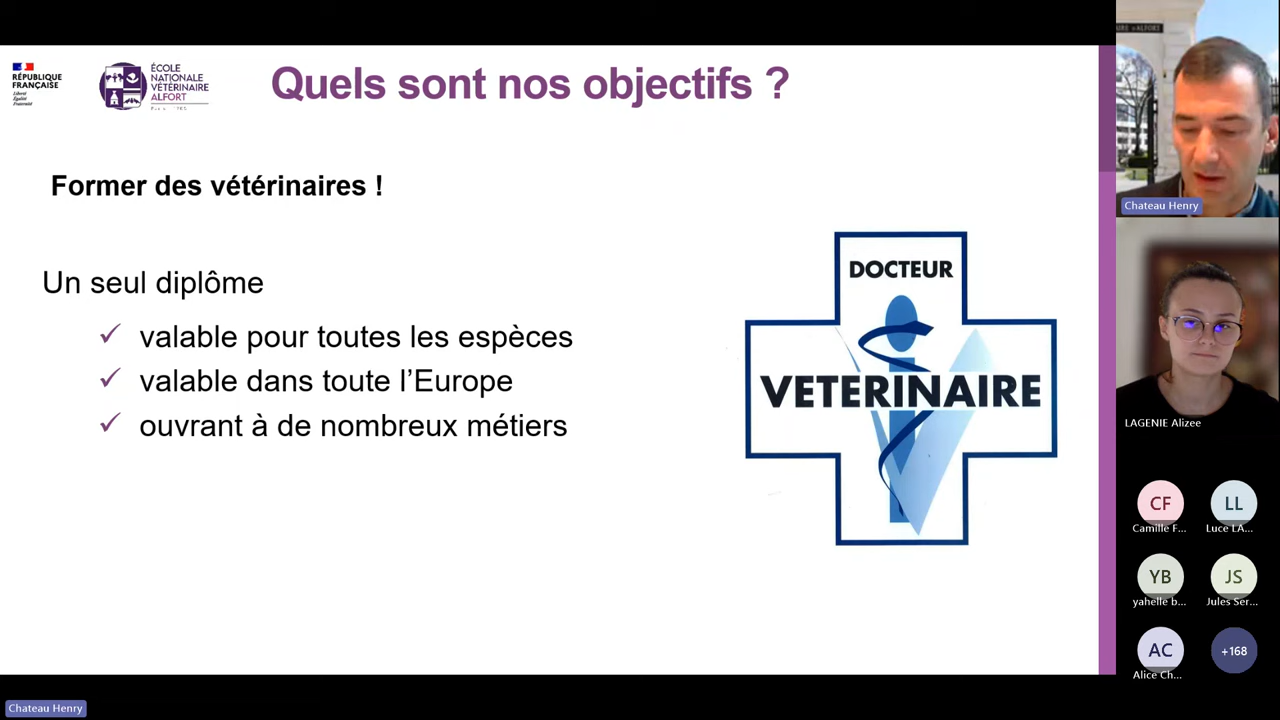 RÉPUBLIQUE
FRANÇAISE
Liberté
Égalité
Fraternité
ÉCOLE
NATIONALE
VÉTÉRINAIRE
ALFORT
Quels sont nos objectifs ?
Former des vétérinaires !
Un seul diplôme
✓ valable pour toutes les espèces
✓ valable dans toute l’Europe
✓ ouvrant à de nombreux métiers
DOCTEUR
VETERINAIRE
Chateau Henry
LAGENIE Alizee
CF
Camille F...
LL
Luce LA...
YB
yahelle b...
JS
Jules Ser...
AC
Alice Ch...
+168
Chateau Henry